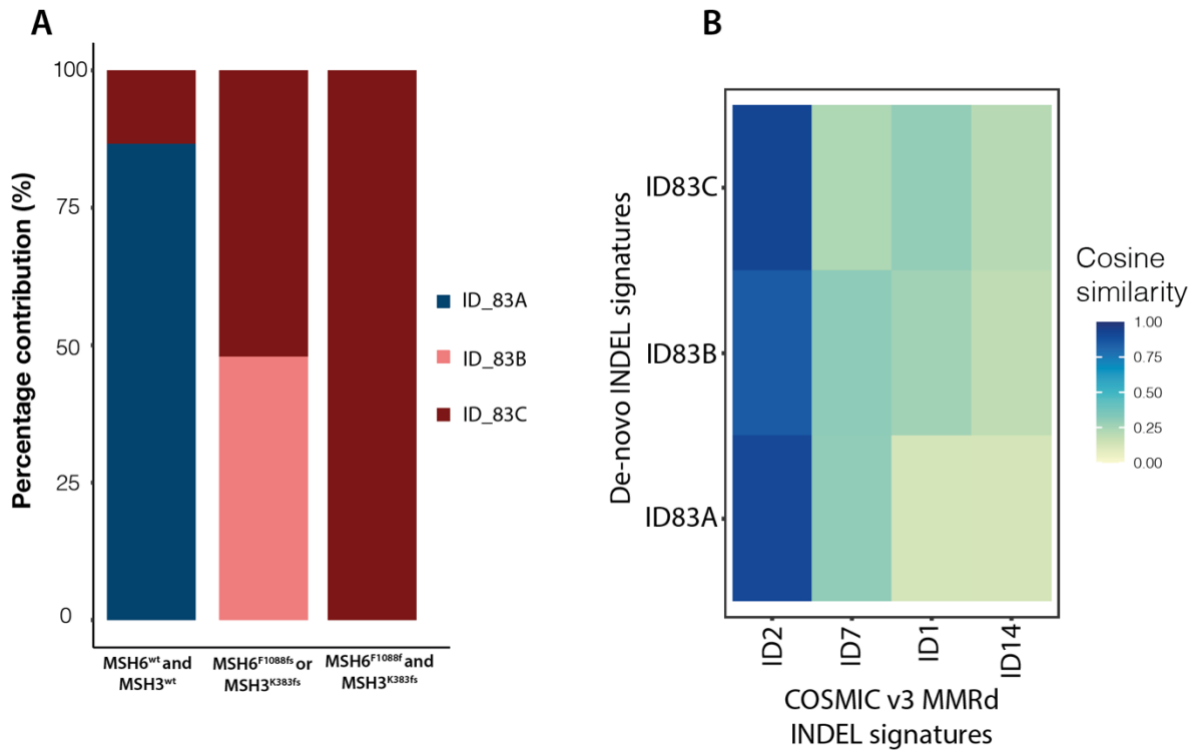 A
Percentage contribution (%)
100
75
50
25
0
MSH6wt and
MSH3wt
MSH6F1088fs or
MSH3K383fs
MSH6F1088f and
MSH3K383fs
ID_83A
ID_83B
ID_83C
B
De-novo INDEL signatures
ID83C
ID83B
ID83A
ID2
ID7
ID1
ID14
COSMIC v3 MMRd
INDEL signatures
Cosine
similarity
1.00
0.75
0.50
0.25
0.00